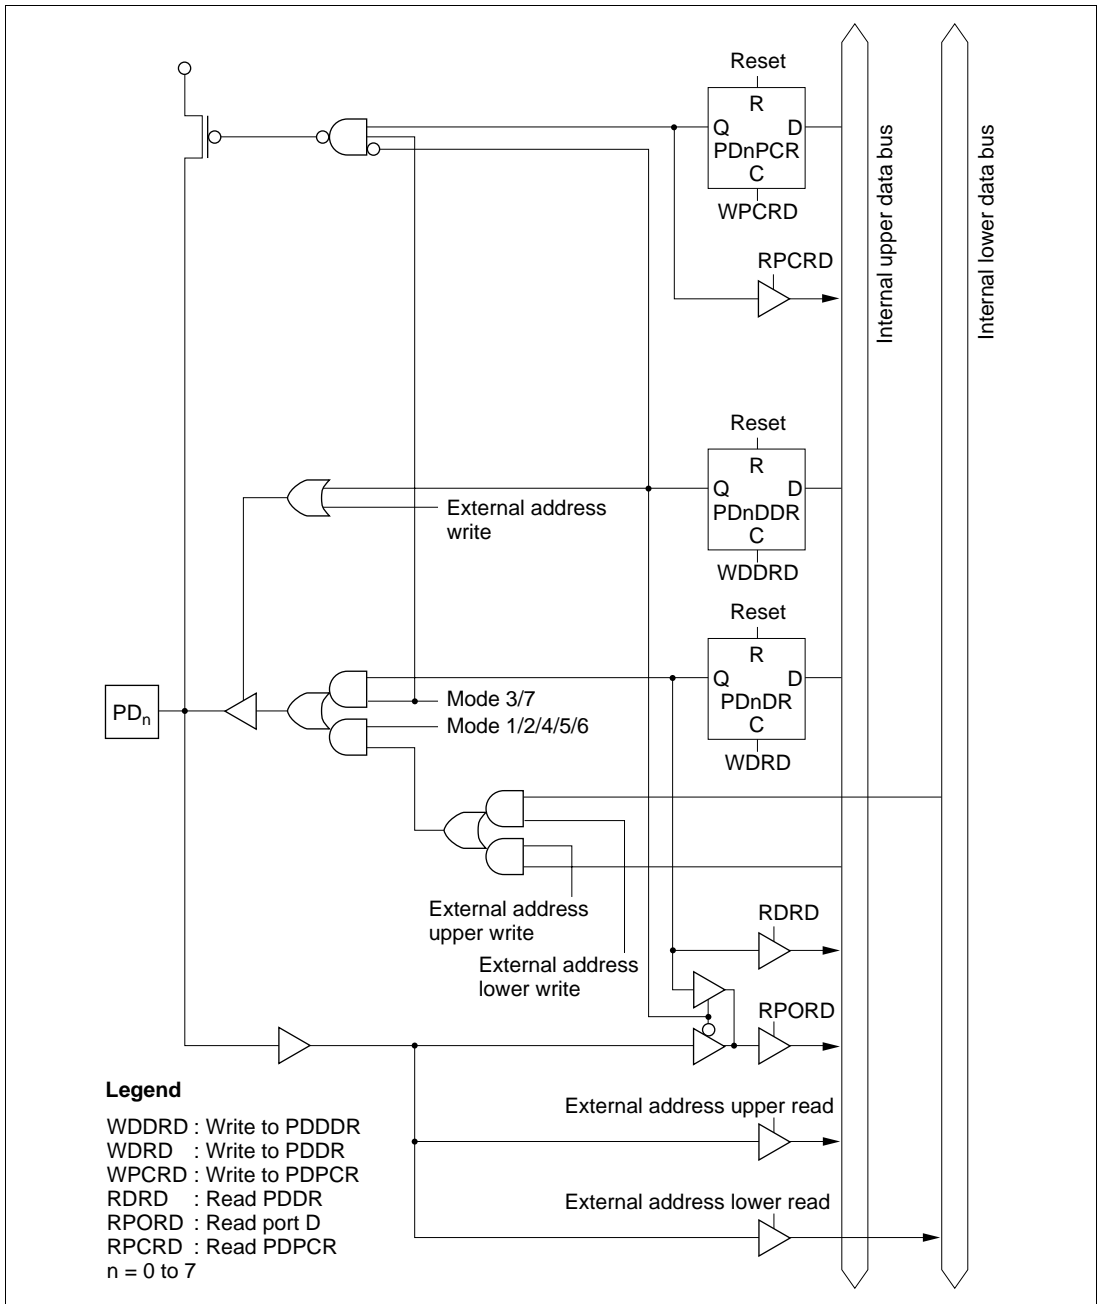 Reset
R
Q D
PDnPCR
C
WPCRD
RPCRD
Internal upper data bus
Internal lower data bus
Reset
R
Q D
PDnDDR
C
WDDRD
External address
write
Reset
R
Q D
PDnDR
C
WDRD
PDn
Mode 3/7
Mode 1/2/4/5/6
External address
upper write
External address
lower write
RDRD
RPORD
External address upper read
External address lower read
Legend
WDDRD : Write to PDDDR
WDRD : Write to PDDR
WPCRD : Write to PDPCR
RDRD : Read PDDR
RPORD : Read port D
RPCRD : Read PDPCR
n = 0 to 7